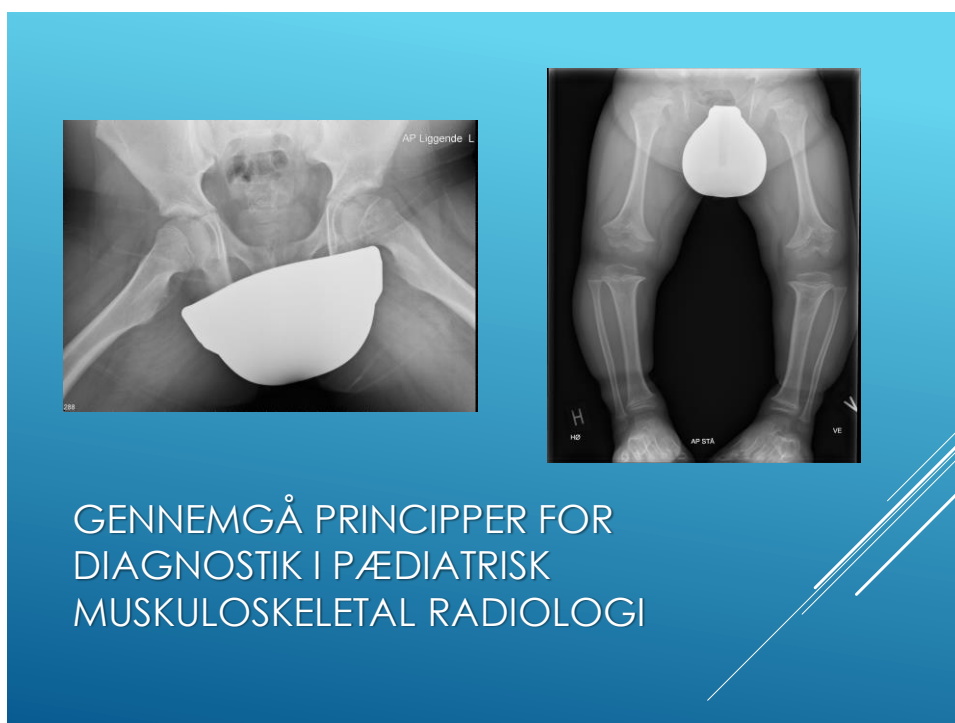 AP Liggende L
288
H
HØ
AP STÅ
V
VE
GENNEMGÅ PRINCIPPER FOR
DIAGNOSTIK I PÆDIATRISK
MUSKULOSKELETAL RADIOLOGI